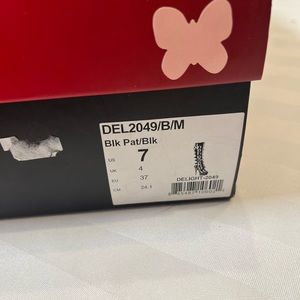 DEL2049/B/M
Blk Pat/Blk
US 7
UK 4
EU 37
CM 24.1
DELIGHT-2049